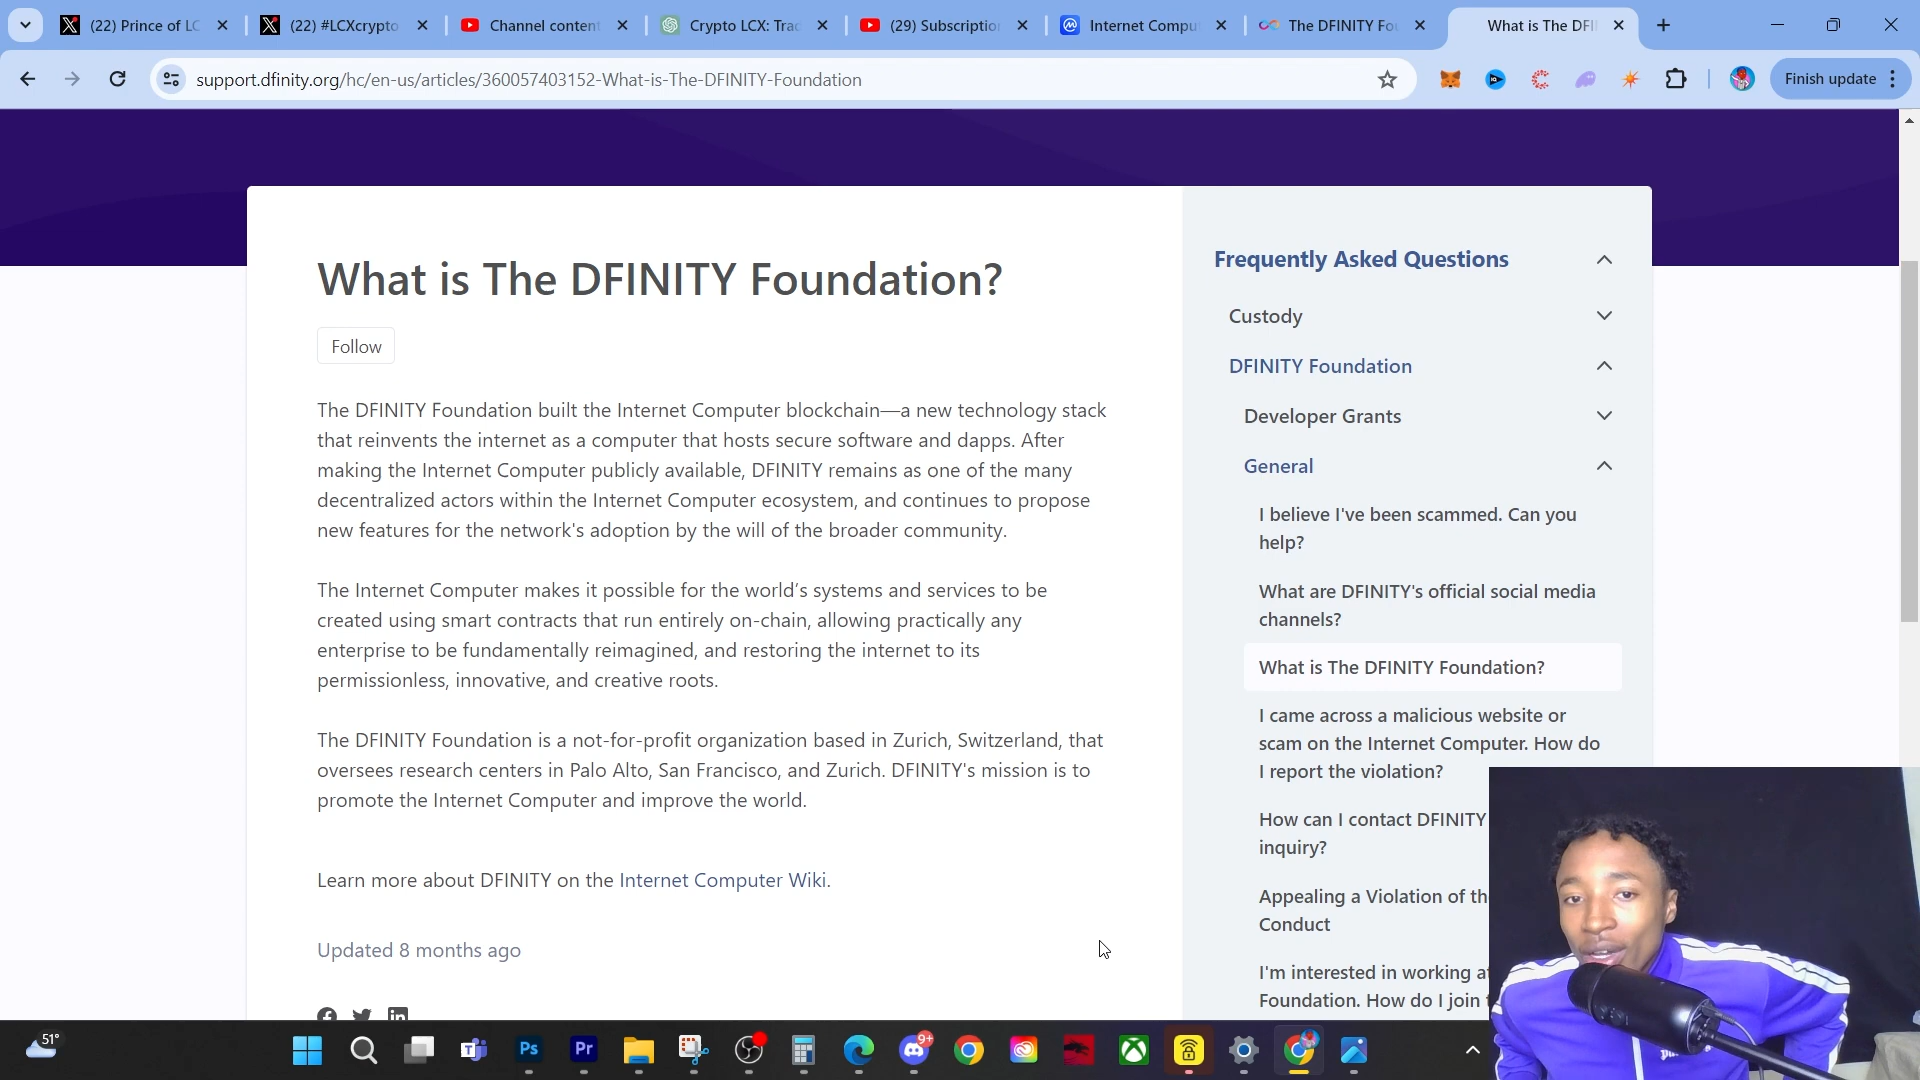 (22) Prince of LC
(22) #LCXcrypto
Channel content
Crypto LCX: Trad
(29) Subscription
Internet Compu
The DFINITY Fo
What is The DFI
support.dfinity.org/hc/en-us/articles/360057403152-What-is-The-DFINITY-Foundation
Finish update
What is The DFINITY Foundation?
Follow
The DFINITY Foundation built the Internet Computer blockchain—a new technology stack
that reinvents the internet as a computer that hosts secure software and dapps. After
making the Internet Computer publicly available, DFINITY remains as one of the many
decentralized actors within the Internet Computer ecosystem, and continues to propose
new features for the network's adoption by the will of the broader community.
The Internet Computer makes it possible for the world’s systems and services to be
created using smart contracts that run entirely on-chain, allowing practically any
enterprise to be fundamentally reimagined, and restoring the internet to its
permissionless, innovative, and creative roots.
The DFINITY Foundation is a not-for-profit organization based in Zurich, Switzerland, that
oversees research centers in Palo Alto, San Francisco, and Zurich. DFINITY's mission is to
promote the Internet Computer and improve the world.
Learn more about DFINITY on the Internet Computer Wiki.
Updated 8 months ago
Frequently Asked Questions
Custody
DFINITY Foundation
Developer Grants
General
I believe I've been scammed. Can you
help?
What are DFINITY's official social media
channels?
What is The DFINITY Foundation?
I came across a malicious website or
scam on the Internet Computer. How do
I report the violation?
How can I contact DFINITY
inquiry?
Appealing a Violation of th
Conduct
I'm interested in working at
Foundation. How do I join
51°
Ps
Pr
9+